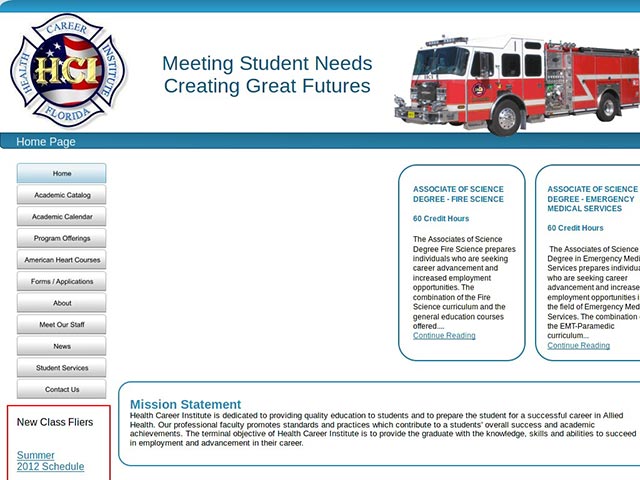 CAREER
HEALTH
INSTITUTE
HCI
FLORIDA
Meeting Student Needs
Creating Great Futures
HCI
Home Page
Home
Academic Catalog
Academic Calendar
Program Offerings
American Heart Courses
Forms / Applications
About
Meet Our Staff
News
Student Services
Contact Us
New Class Fliers
Summer
2012 Schedule
ASSOCIATE OF SCIENCE
DEGREE - FIRE SCIENCE
60 Credit Hours
The Associates of Science
Degree Fire Science prepares
individuals who are seeking
career advancement and
increased employment
opportunities. The
combination of the Fire
Science curriculum and the
general education courses
offered....
Continue Reading
ASSOCIATE OF SCIENCE
DEGREE - EMERGENCY
MEDICAL SERVICES
60 Credit Hours
The Associates of Science
Degree in Emergency Medi
Services prepares individua
who are seeking career
advancement and increase
employment opportunities i
the field of Emergency Med
Services. The combination
the EMT-Paramedic
curriculum...
Continue Reading
Mission Statement
Health Career Institute is dedicated to providing quality education to students and to prepare the student for a successful career in Allied
Health. Our professional faculty promotes standards and practices which contribute to a students' overall success and academic
achievements. The terminal objective of Health Career Institute is to provide the graduate with the knowledge, skills and abilities to succeed
in employment and advancement in their career.